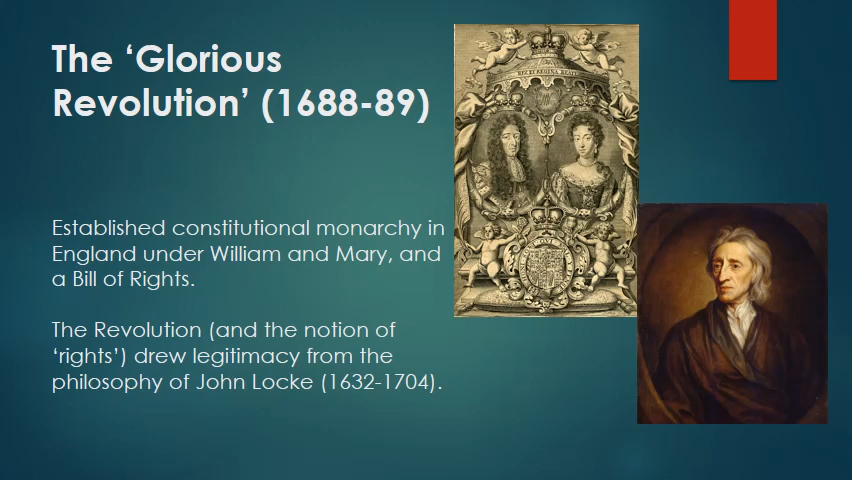 The ‘Glorious
Revolution’ (1688-89)
Established constitutional monarchy in
England under William and Mary, and
a Bill of Rights.
The Revolution (and the notion of
‘rights’) drew legitimacy from the
philosophy of John Locke (1632-1704).